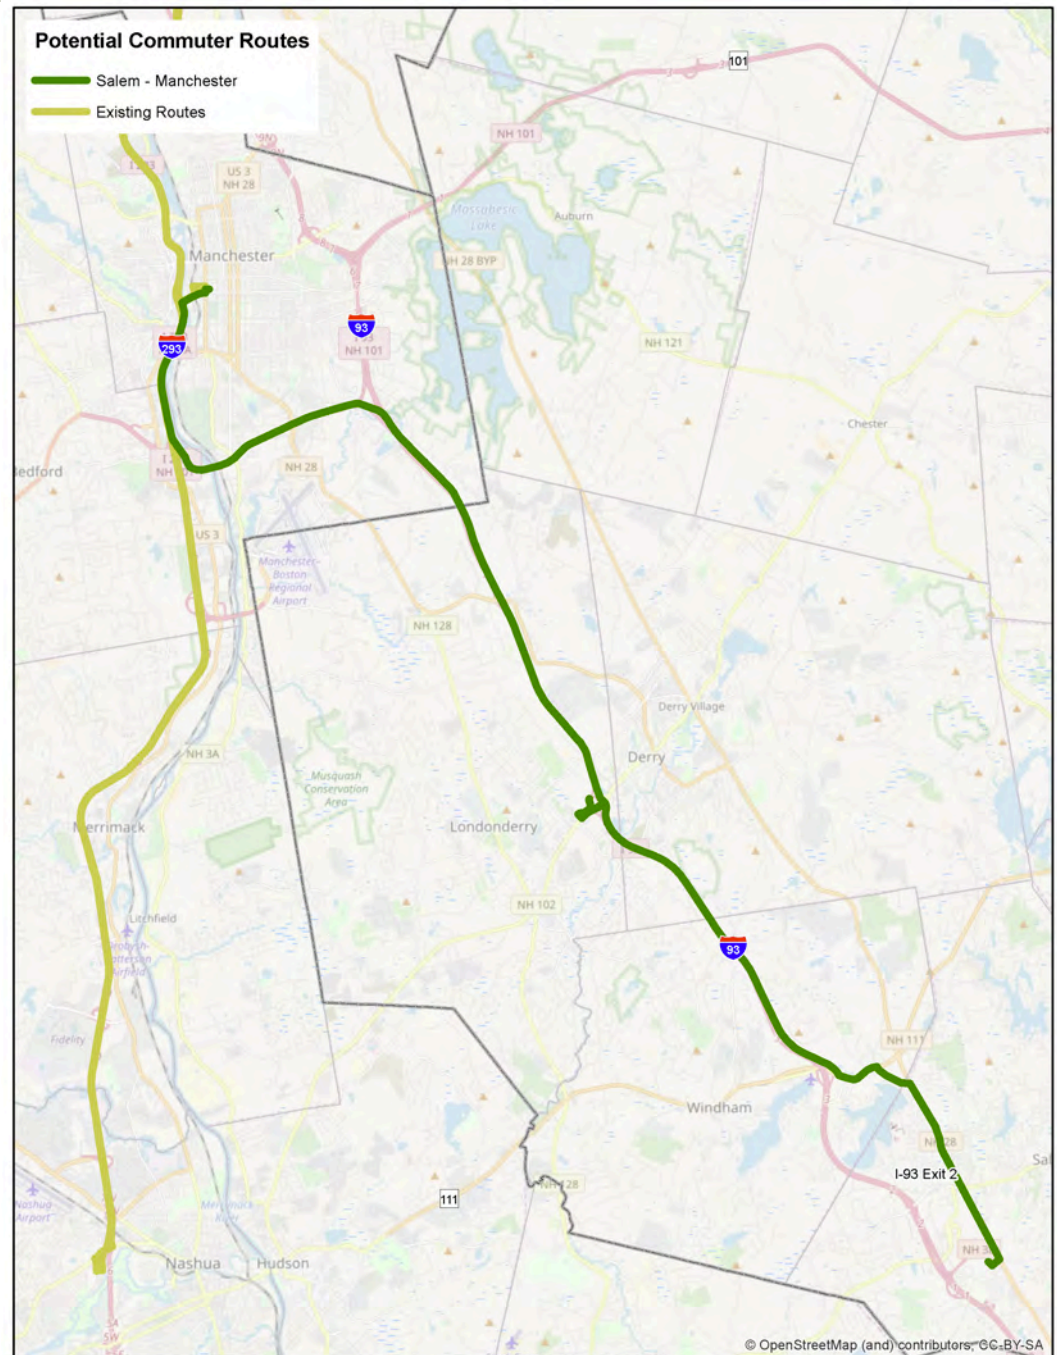 Potential Commuter Routes
Salem - Manchester
Existing Routes
101
NH 101
US 3
NH 28
Massabesic
Lake
Auburn
Manchester
NH 28 BYP
93
NH 101
293
NH 121
Chester
NH 28
US 3
Manchester-
Boston
Regional
Airport
NH 128
Derry Village
NH 3A
Derry
Musquash
Conservation
Area
Merrimack
Londonderry
NH 102
Litchfield
93
Fidelity
NH 111
Windham
NH 28
I-93 Exit 2
NH 128
111
Nashua
Airport
Merrimack
River
Nashua
Hudson
© OpenStreetMap (and) contributors, CC-BY-SA